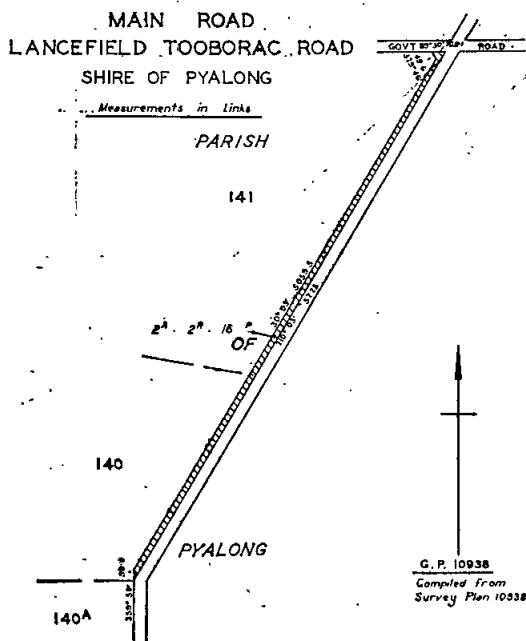 MAIN ROAD
LANCEFIELD TOOBORAC ROAD
SHIRE OF PYALONG
Measurements in Links
GOVT ROAD
PARISH
141
2ᴬ · 2ᴿ · 16 ᴾ
OF
140
PYALONG
140ᴬ
G. P. 10938
Compiled from
Survey Plan 10938